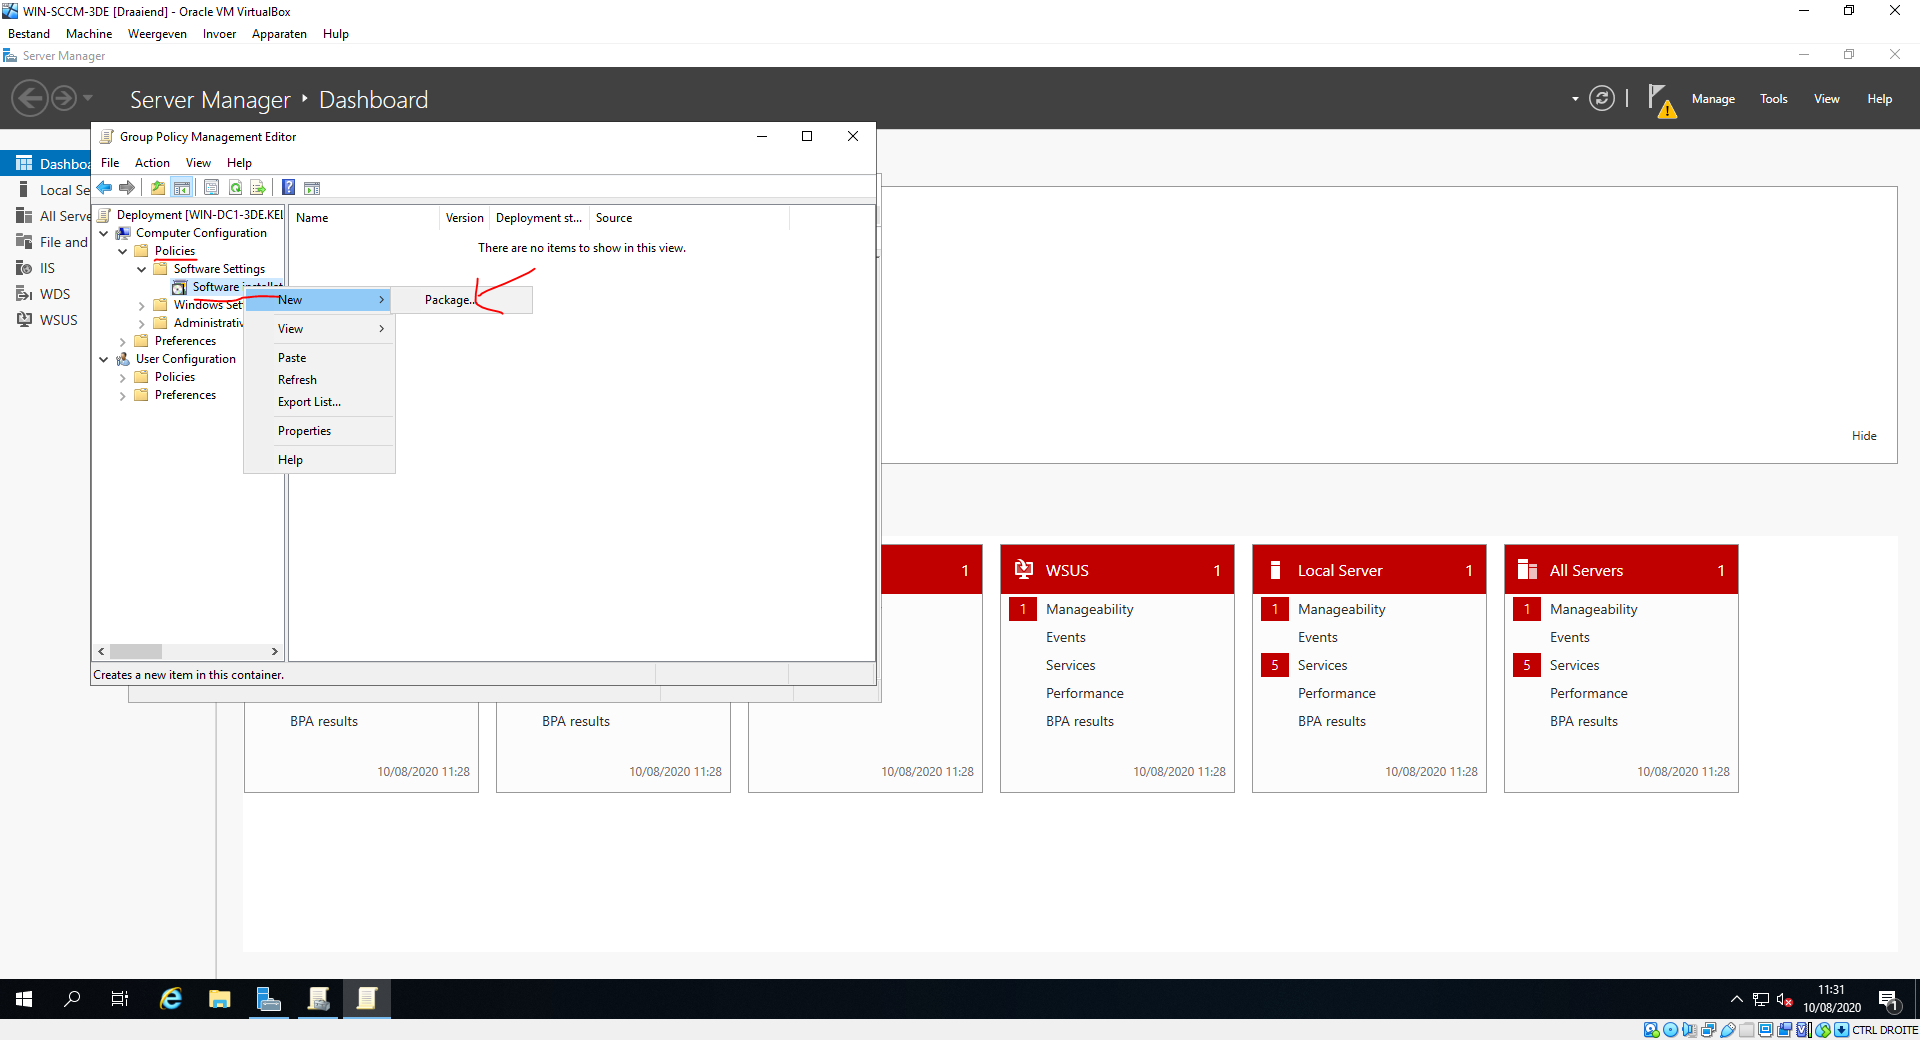 WIN-SCCM-3DE [Draaiend] - Oracle VM VirtualBox
Bestand Machine Weergeven Invoer Apparaten Hulp
Server Manager
Server Manager Dashboard
Manage Tools View Help
Group Policy Management Editor
File Action View Help
Dashboa
Local Se
All Serve
File and
IIS
WDS
WSUS
Deployment [WIN-DC1-3DE.KEL
Computer Configuration
Policies
Software Settings
Software
Windows Set
Administrativ
Preferences
User Configuration
Policies
Preferences
Name Version Deployment st... Source
There are no items to show in this view.
New
View
Paste
Refresh
Export List...
Properties
Help
Package...
Creates a new item in this container.
Hide
BPA results
10/08/2020 11:28
BPA results
10/08/2020 11:28
1
10/08/2020 11:28
WSUS 1
1 Manageability
Events
Services
Performance
BPA results
10/08/2020 11:28
Local Server 1
1 Manageability
Events
5 Services
Performance
BPA results
10/08/2020 11:28
All Servers 1
1 Manageability
Events
5 Services
Performance
BPA results
10/08/2020 11:28
11:31
10/08/2020
1
CTRL DROITE